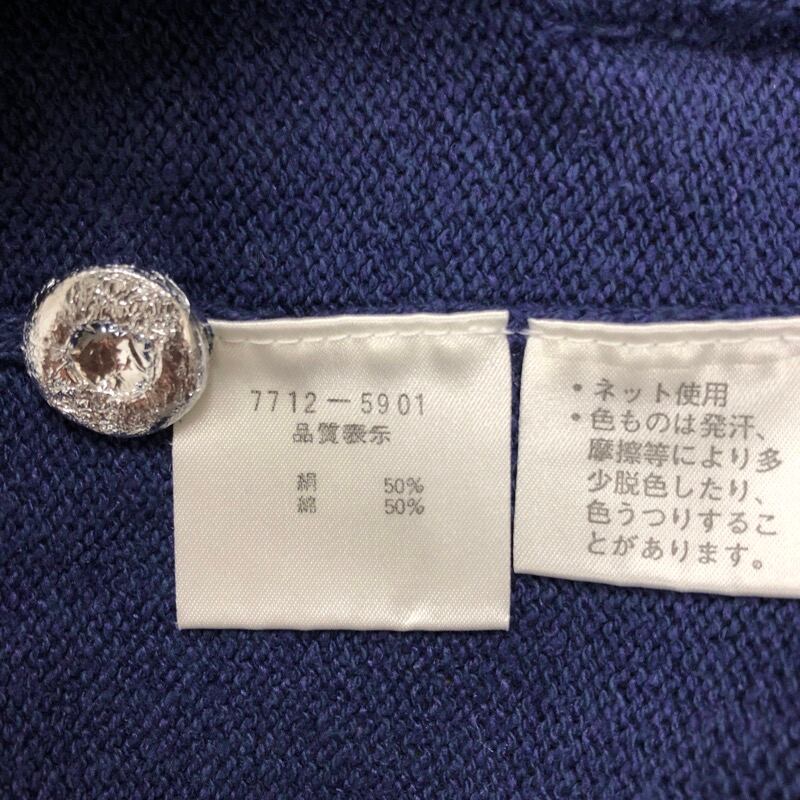 7712－5901
品質表示
絹 50%
綿 50%
・ネット使用
・色ものは発汗、
摩擦等により多
少脱色したり、
色うつりするこ
とがあります。